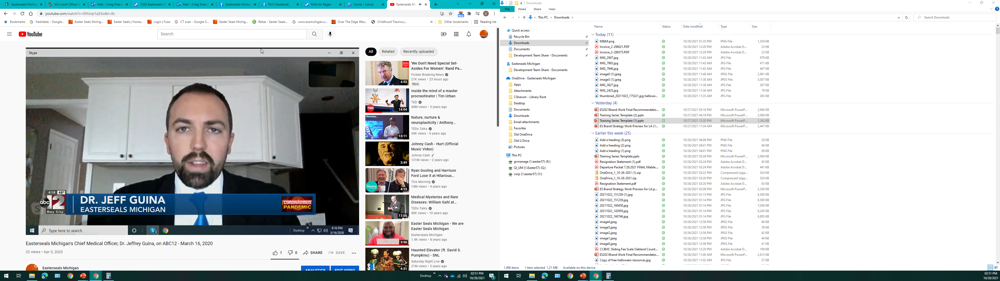 Easterseals Michig
Microsoft Office H
Mail - Craig Sharu
2020 Easterseals M
Mail - Craig Sharu
Easterseals Michig
Poll | Facebook
Polls for Pages
Home - Canva
Easterseals Mi
youtube.com/watch?v=IDhUqi1qX3o&t=8s
New
C
Bookmarks
freshdesk - Google...
Easter Seals Michig...
Easter Seals | Home...
Login | Fuse
CT scan - Google S...
Easter Seals Michig...
Relias - Easter Seals...
www.essmichigan.o...
Over The Edge Wes...
Childhood Trauma |...
Other bookmarks
Reading list
YouTube
Search
Skype
4:16 46°
abc 12
Bay City
DR. JEFF GUINA
EASTERSEALS MICHIGAN
CORONAVIRUS
PANDEMIC
Type here to search
Desktop
4:16 PM
3/16/2020
Easterseals Michigan's Chief Medical Officer, Dr. Jeffrey Guina, on ABC12 - March 16, 2020
22 views • Apr 3, 2020
1
0
SHARE
SAVE
Easterseals Michigan
ANALYTICS
EDIT VIDEO
All
Related
Recently uploaded
Forbes
4:52
'We Don't Need Special Set-
Asides For Women': Rand Pa...
Forbes Breaking News
21K views • 23 hours ago
New
TED
14:04
Inside the mind of a master
procrastinator | Tim Urban
TED
44M views • 5 years ago
disorders...
13:11
Nature, nurture &
neuroplasticity | Anthony...
TEDx Talks
34K views • 6 years ago
3:49
Johnny Cash - Hurt (Official
Music Video)
Johnny Cash
131M views • 2 years ago
morning
4:13
Ryan Gosling and Harrison
Ford Lose It at Hilarious...
This Morning
14M views • 4 years ago
17:05
Medical Mysteries and Rare
Diseases: William Gahl at...
TEDx Talks
40K views • 10 years ago
3:56
Easter Seals Michigan - We are
Easter Seals Michigan
Easterseals Michigan
1.4K views • 8 years ago
SNL
4:31
Haunted Elevator (ft. David S.
Pumpkins) - SNL
Saturday Night Live
21M views • 5 years ago
Desktop
02:51 PM
10/28/2021
5
Downloads
File
Home
Share
View
This PC
Downloads
Search Downloads
Quick access
Recycle Bin
Downloads
Documents
Development Team Share - Documents
Easterseals Michigan
Development Team Share - Documents
OneDrive - Easterseals Michigan
Apps
Attachments
CSharum - Library Root
Desktop
Documents
Downloads
Email attachments
Favorites
Old OneDrive
Old U Drive
Pictures
This PC
gcmanage (\\easter57) (K:)
QI_UM (\\Easter57) (Q:)
corp (\\easter57) (Y:)
Name Status Date modified Type Size
Today (11)
M&M.png 10/28/2021 01:35 PM PNG File 1,354 KB
Invoice_2-286021.PDF 10/28/2021 12:20 PM Adobe Acrobat D... 23 KB
Invoice_2-286575.PDF 10/28/2021 12:20 PM Adobe Acrobat D... 23 KB
IMG_2947.jpg 10/28/2021 11:43 AM JPG File 979 KB
IMG_7965.jpg 10/28/2021 11:43 AM JPG File 471 KB
IMG_7946.jpg 10/28/2021 11:43 AM JPG File 647 KB
image0 (1).jpeg 10/28/2021 11:40 AM JPEG File 2,881 KB
image5 (1).jpeg 10/28/2021 11:38 AM JPEG File 3,007 KB
IMG_3827.jpg 10/28/2021 11:38 AM JPG File 267 KB
IMG_2425.jpg 10/28/2021 11:36 AM JPG File 79 KB
thumbnail_20211023_175321.jpg hallowe... 10/28/2021 11:35 AM JPG File 263 KB
Yesterday (4)
ES2021Brand Work Final Recommendatio... 10/27/2021 05:16 PM Microsoft PowerP... 2,940 KB
Training Series Template (2).pptx 10/27/2021 04:19 PM Microsoft PowerP... 2,084 KB
Training Series Template (1).pptx 10/27/2021 12:30 PM Microsoft PowerP... 1,243 KB
ES Brand Strategy Work Preview for LA (1... 10/27/2021 11:34 AM Microsoft PowerP... 2,447 KB
Earlier this week (25)
Add a heading (3).png 10/26/2021 04:06 PM PNG File 20 KB
Add a heading (2).png 10/26/2021 04:01 PM PNG File 46 KB
Add a heading (1).png 10/26/2021 04:01 PM PNG File 69 KB
Training Series Template.pptx 10/26/2021 03:39 PM Microsoft PowerP... 2,084 KB
Resignation Statement (1).pdf 10/26/2021 03:24 PM Adobe Acrobat D... 83 KB
Departure Packet 7.28.2021 FINAL fillable.... 10/26/2021 03:24 PM Adobe Acrobat D... 441 KB
OneDrive_1_10-26-2021 (1).zip 10/26/2021 03:22 PM Compressed (zipp... 524 KB
OneDrive_1_10-26-2021.zip 10/26/2021 03:20 PM Compressed (zipp... 524 KB
Resignation Statement.pdf 10/26/2021 03:20 PM Adobe Acrobat D... 83 KB
ES Brand Strategy Work Preview for LA.p... 10/26/2021 02:09 PM Microsoft PowerP... 2,336 KB
20211022_151239 (1).jpg 10/26/2021 01:15 PM JPG File 8,500 KB
20211022_151239.jpg 10/26/2021 01:14 PM JPG File 8,500 KB
20211022_160458.jpg 10/26/2021 01:14 PM JPG File 7,036 KB
20211022_143959.jpg 10/26/2021 01:14 PM JPG File 6,245 KB
20211022_160746.jpg 10/26/2021 01:14 PM JPG File 6,805 KB
image4.jpeg 10/26/2021 12:58 PM JPEG File 40 KB
image5.jpeg 10/26/2021 12:58 PM JPEG File 39 KB
image2.jpeg 10/26/2021 12:58 PM JPEG File 42 KB
image1.jpeg 10/26/2021 12:58 PM JPEG File 44 KB
image0.jpeg 10/26/2021 12:58 PM JPEG File 41 KB
CCBHC Sliding Fee Scale Oakland Count... 10/26/2021 12:20 PM Adobe Acrobat D... 109 KB
ES2021Brand Work Final Recommendatio... 10/26/2021 11:40 AM Microsoft PowerP... 2,813 KB
Copy of free halloween resources.jpg 10/26/2021 11:02 AM JPG File 37 KB
1,496 items 1 item selected 1.21 MB Available on this device
02:51 PM
10/28/2021